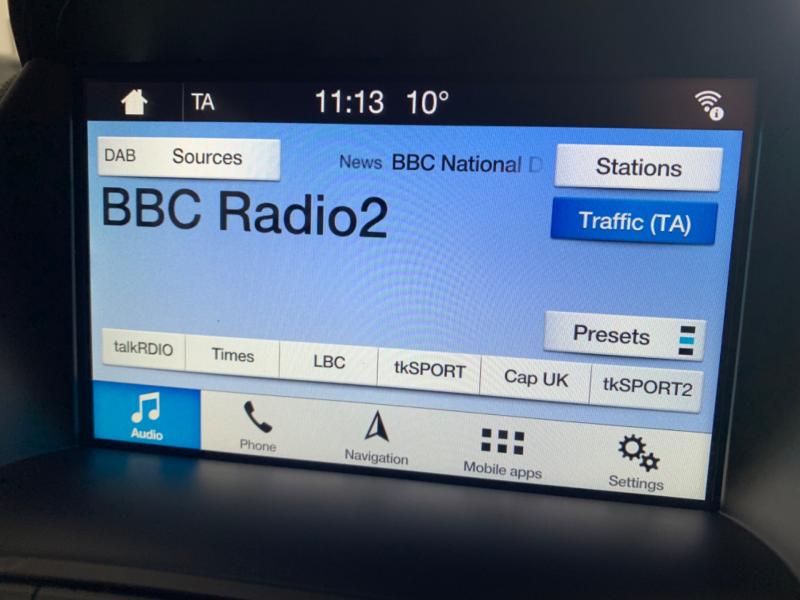 TA 11:13 10°
DAB Sources News BBC National D Stations
BBC Radio2
Traffic (TA)
Presets
talkRDIO Times LBC tkSPORT Cap UK tkSPORT2
Audio Phone Navigation Mobile apps Settings